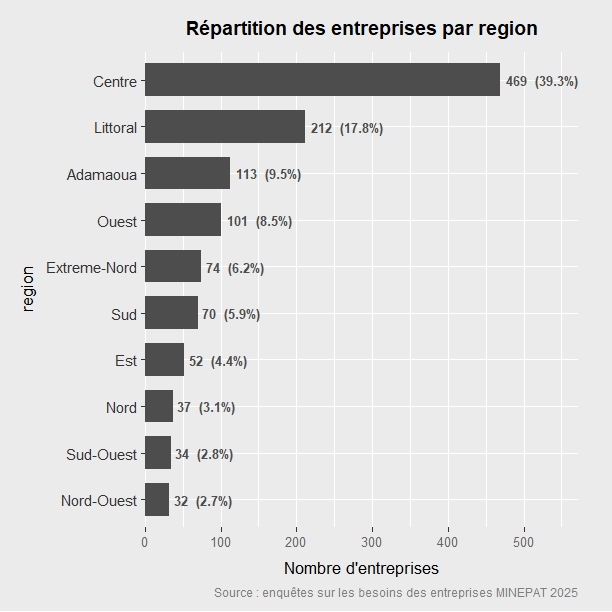 Répartition des entreprises par region
Centre 469 (39.3%)
Littoral 212 (17.8%)
Adamaoua 113 (9.5%)
Ouest 101 (8.5%)
Extreme-Nord 74 (6.2%)
Sud 70 (5.9%)
Est 52 (4.4%)
Nord 37 (3.1%)
Sud-Ouest 34 (2.8%)
Nord-Ouest 32 (2.7%)
region
0 100 200 300 400 500
Nombre d'entreprises
Source : enquêtes sur les besoins des entreprises MINEPAT 2025